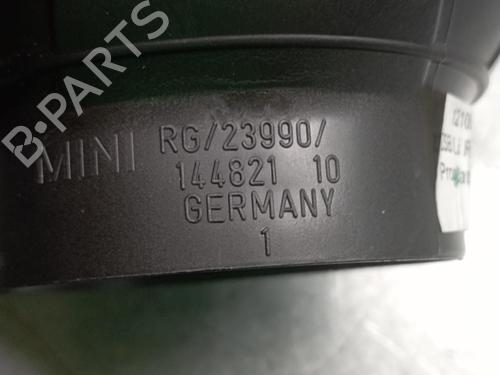 B-PARTS
MINI
RG/23990/
144821 10
GERMANY
1